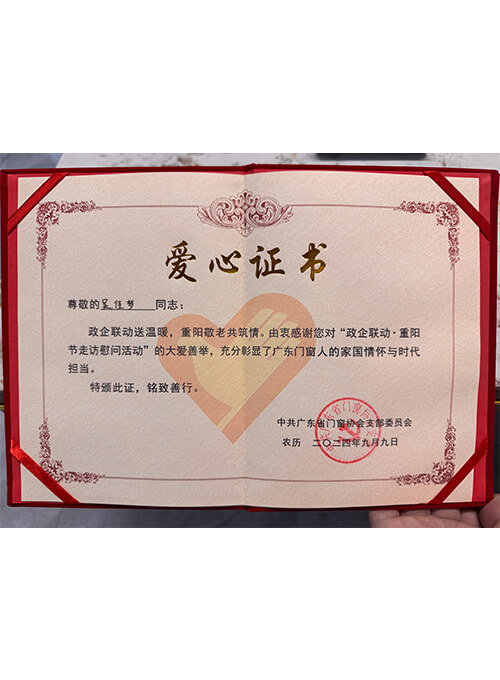 爱心证书
尊敬的吴佳梦同志：
政企联动送温暖，重阳敬老共筑情。由衷感谢您对“政企联动·重阳
节走访慰问活动”的大爱善举，充分彰显了广东门窗人的家国情怀与时代
担当。
特颁此证，铭致善行。
中共广东省门窗协会支部委员会
农历 二〇二四年九月九日